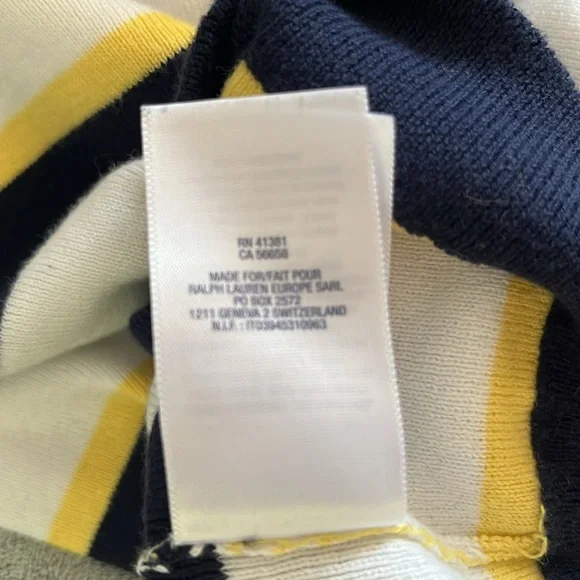 RN 41381
CA 56658
MADE FOR/FAIT POUR
RALPH LAUREN EUROPE SARL
PO BOX 2572
1211 GENEVA 2 SWITZERLAND
N.I.F. : IT03945310963